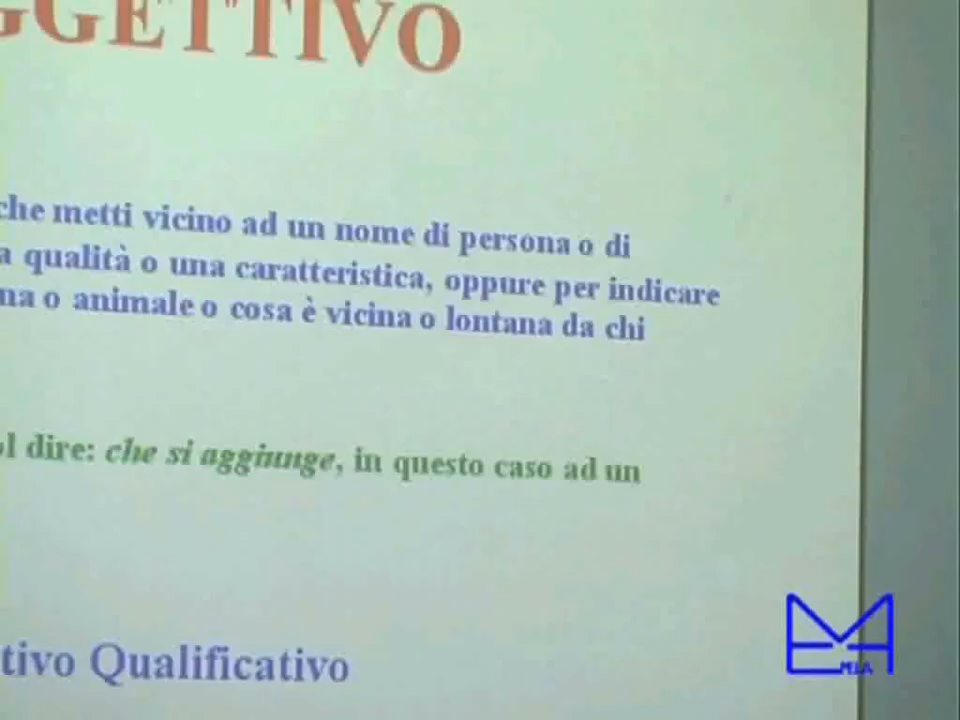 GGETTIVO
che metti vicino ad un nome di persona o di
a qualità o una caratteristica, oppure per indicare
na o animale o cosa è vicina o lontana da chi
l dire: che si aggiunge, in questo caso ad un
tivo Qualificativo
MIA